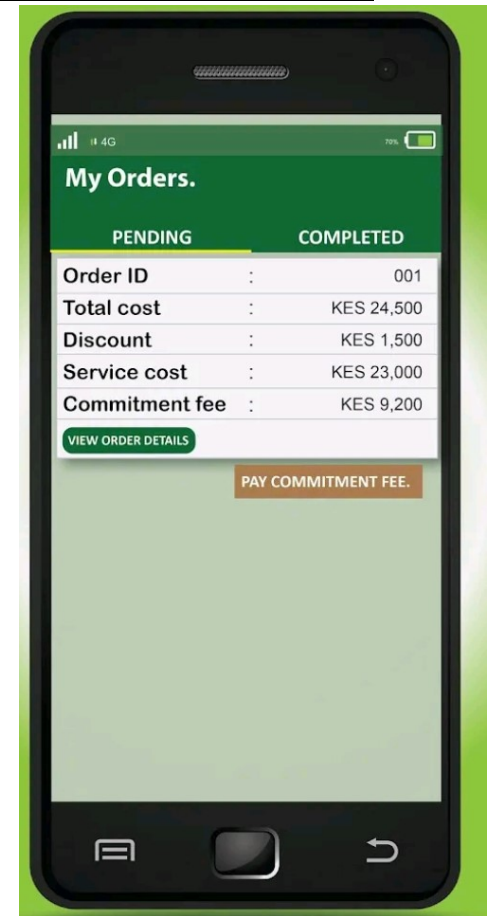 4G 70%
My Orders.
PENDING COMPLETED
Order ID : 001
Total cost : KES 24,500
Discount : KES 1,500
Service cost : KES 23,000
Commitment fee : KES 9,200
VIEW ORDER DETAILS
PAY COMMITMENT FEE.